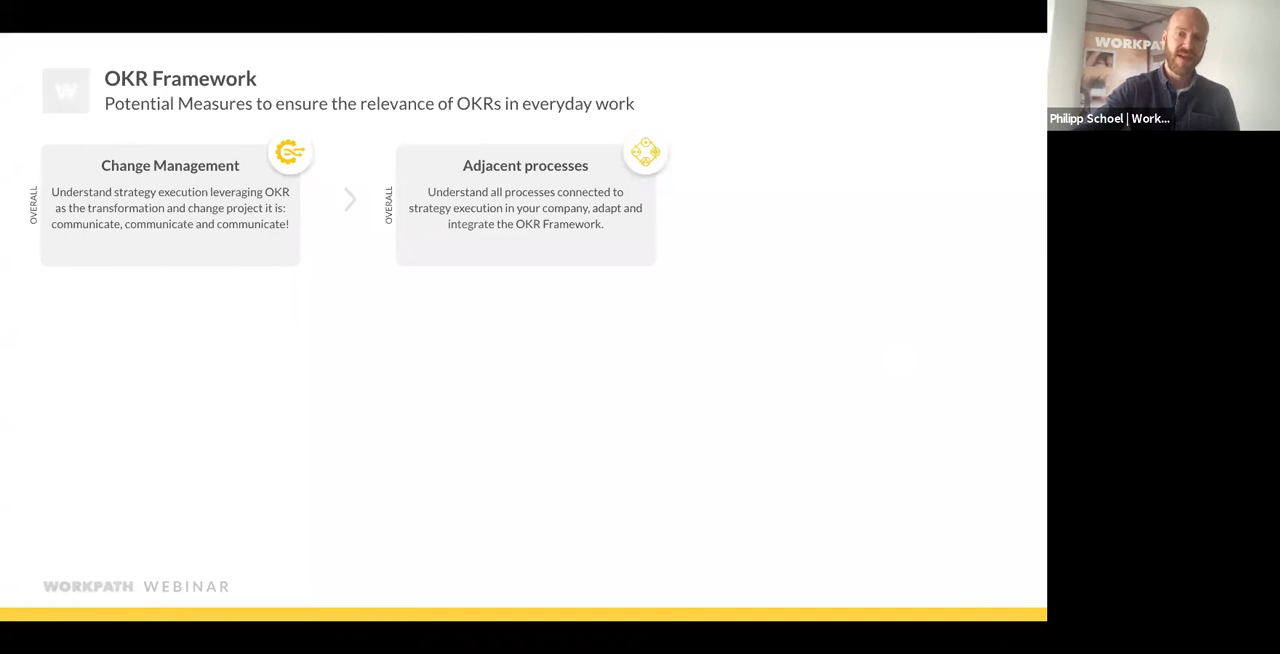 OKR Framework
Potential Measures to ensure the relevance of OKRs in everyday work
OVERALL
Change Management
Understand strategy execution leveraging OKR
as the transformation and change project it is:
communicate, communicate and communicate!
OVERALL
Adjacent processes
Understand all processes connected to
strategy execution in your company, adapt and
integrate the OKR Framework.
WORKPATH WEBINAR
WORKPAT
Philipp Schoel | Work...
W